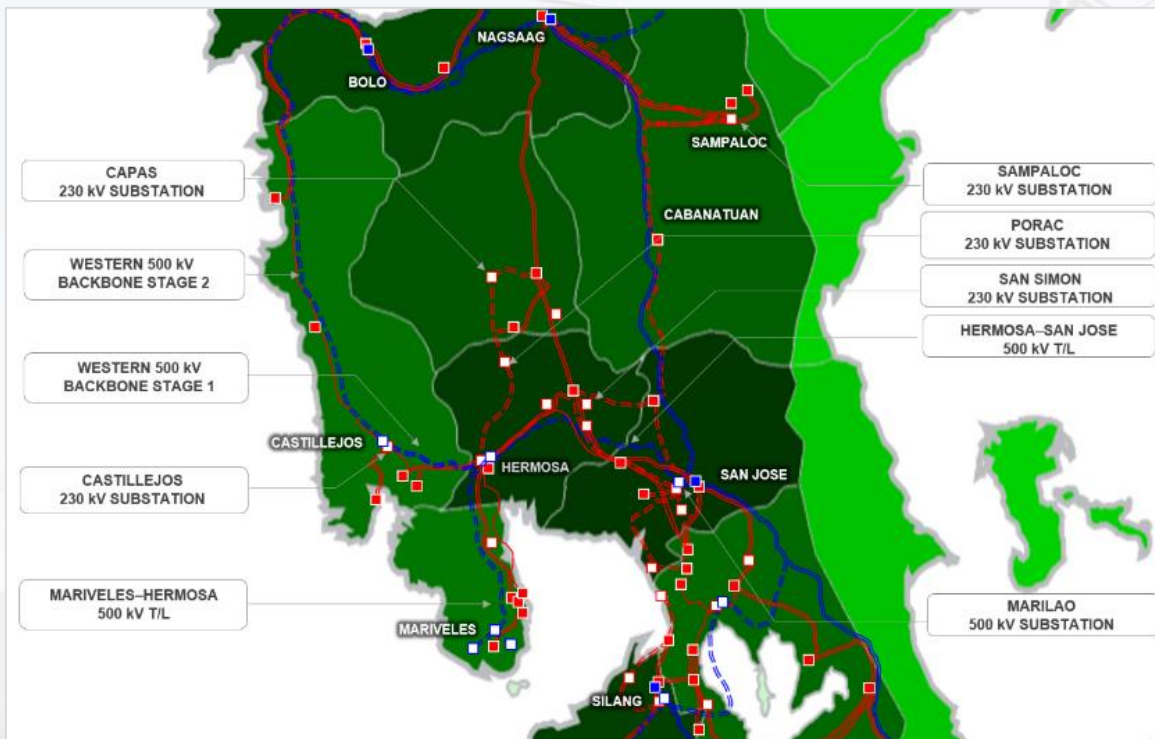 NAGSAAG
BOLO
SAMPALOC
CAPAS
230 kV SUBSTATION
SAMPALOC
230 kV SUBSTATION
CABANATUAN
PORAC
230 kV SUBSTATION
WESTERN 500 kV
BACKBONE STAGE 2
SAN SIMON
230 kV SUBSTATION
HERMOSA–SAN JOSE
500 kV T/L
WESTERN 500 kV
BACKBONE STAGE 1
CASTILLEJOS
HERMOSA
SAN JOSE
CASTILLEJOS
230 kV SUBSTATION
MARIVELES–HERMOSA
500 kV T/L
MARIVELES
MARILAO
500 kV SUBSTATION
SILANG